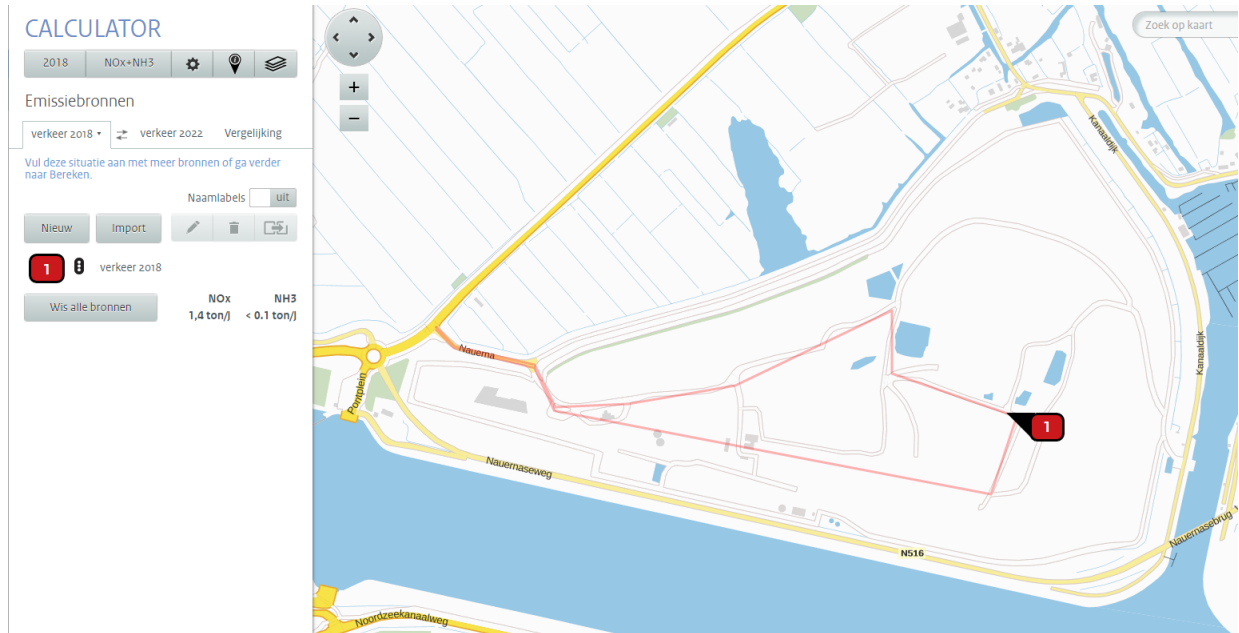 CALCULATOR
2018 NOx+NH3
Emissiebronnen
verkeer 2018 verkeer 2022 Vergelijking
Vul deze situatie aan met meer bronnen of ga verder
naar Bereken.
Naamlabels uit
Nieuw Import
1 verkeer 2018
Wis alle bronnen
NOx NH3
1,4 ton/J < 0.1 ton/J
+
−
Zoek op kaart
Kanaaldijk
Nauerna
Kanaaldijk
Pontplein
1
Nauernaseweg
Nauernasebrug
N516
Noordzeekanaalweg